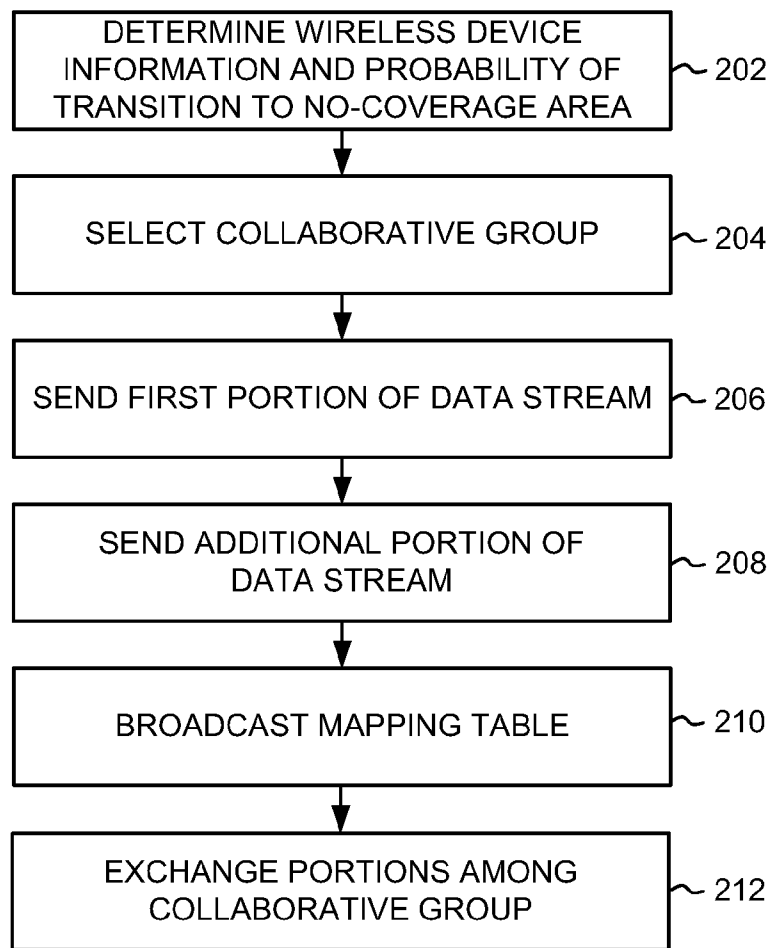 DETERMINE WIRELESS DEVICE
INFORMATION AND PROBABILITY OF
TRANSITION TO NO-COVERAGE AREA
202
SELECT COLLABORATIVE GROUP
204
SEND FIRST PORTION OF DATA STREAM
206
SEND ADDITIONAL PORTION OF
DATA STREAM
208
BROADCAST MAPPING TABLE
210
EXCHANGE PORTIONS AMONG
COLLABORATIVE GROUP
212